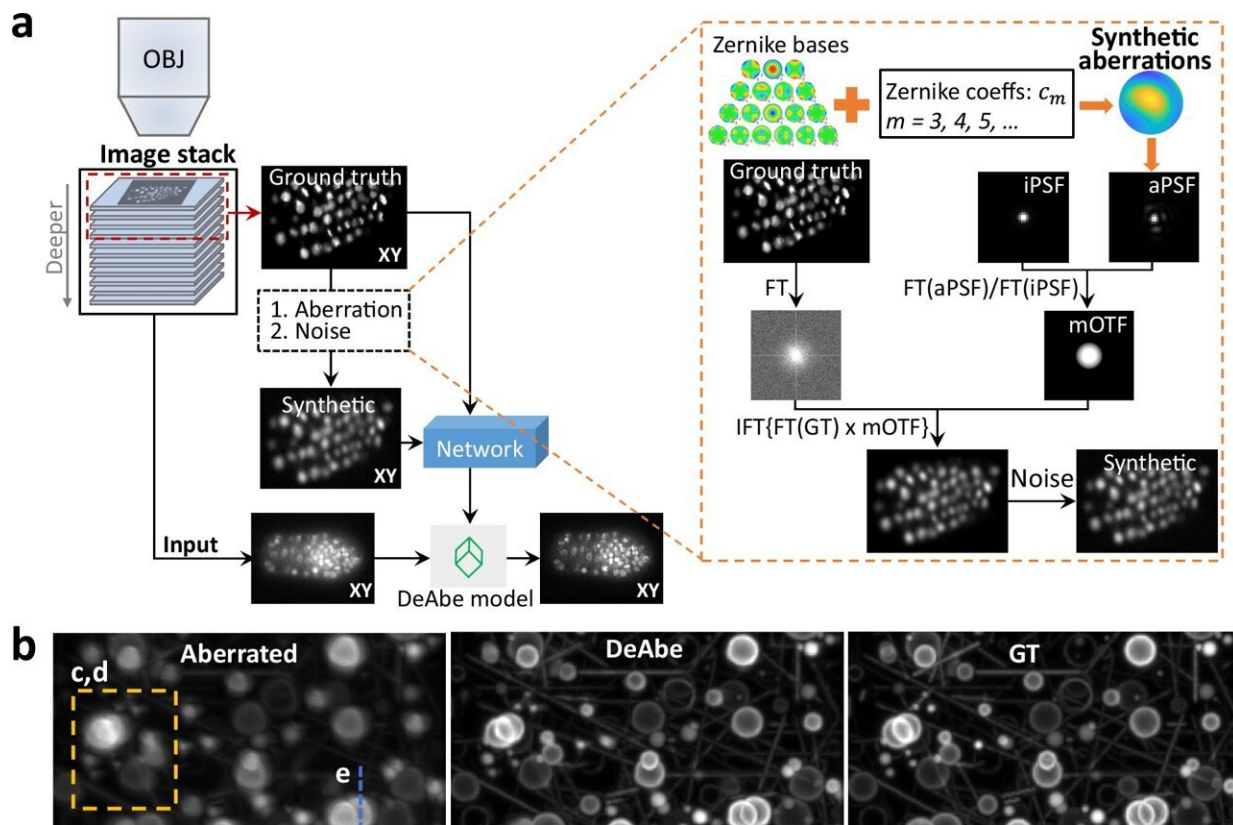 a
OBJ
Image stack
Deeper
Ground truth
XY
1. Aberration
2. Noise
Synthetic
XY
Network
Input
XY
DeAbe model
XY
Zernike bases
Zernike coeffs: cₘ
m = 3, 4, 5, ...
Synthetic
aberrations
Ground truth
iPSF
aPSF
FT
FT(aPSF)/FT(iPSF)
mOTF
IFT{FT(GT) x mOTF}
Noise
Synthetic
b
Aberrated
c,d
e
DeAbe
GT